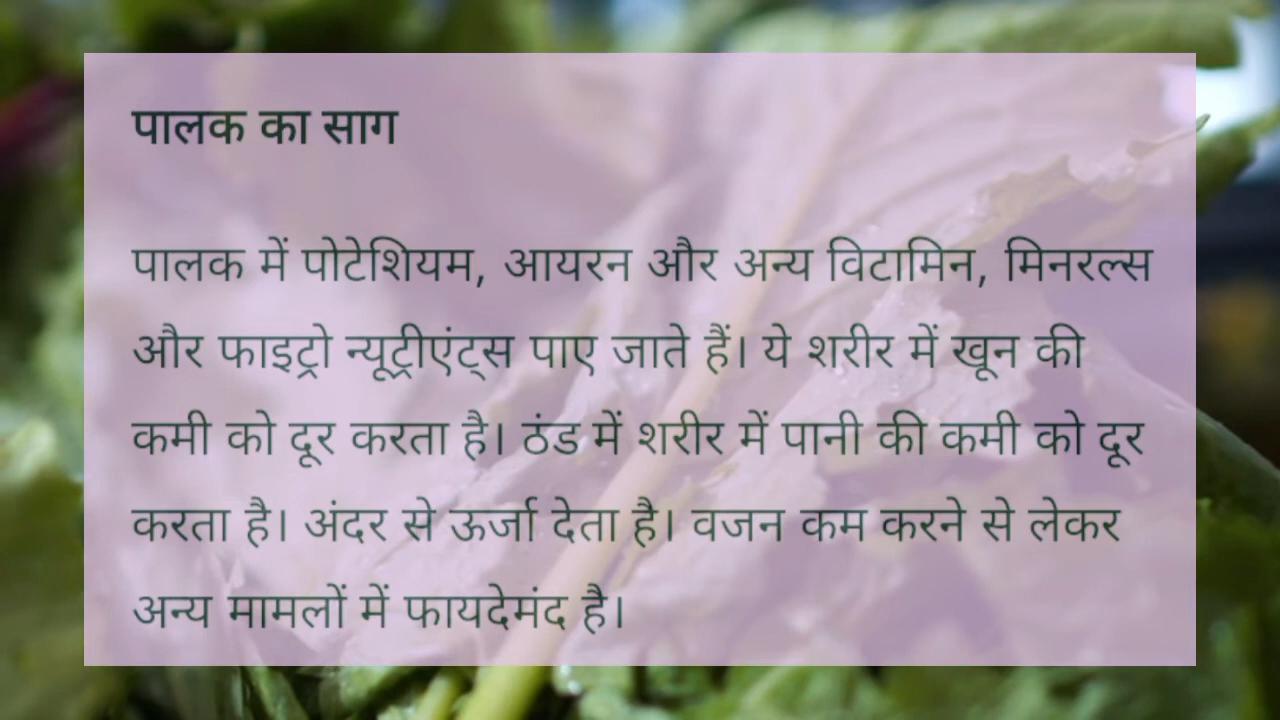 पालक का साग
पालक में पोटेशियम, आयरन और अन्य विटामिन, मिनरल्स
और फाइट्रो न्यूट्रीएंट्स पाए जाते हैं। ये शरीर में खून की
कमी को दूर करता है। ठंड में शरीर में पानी की कमी को दूर
करता है। अंदर से ऊर्जा देता है। वजन कम करने से लेकर
अन्य मामलों में फायदेमंद है।